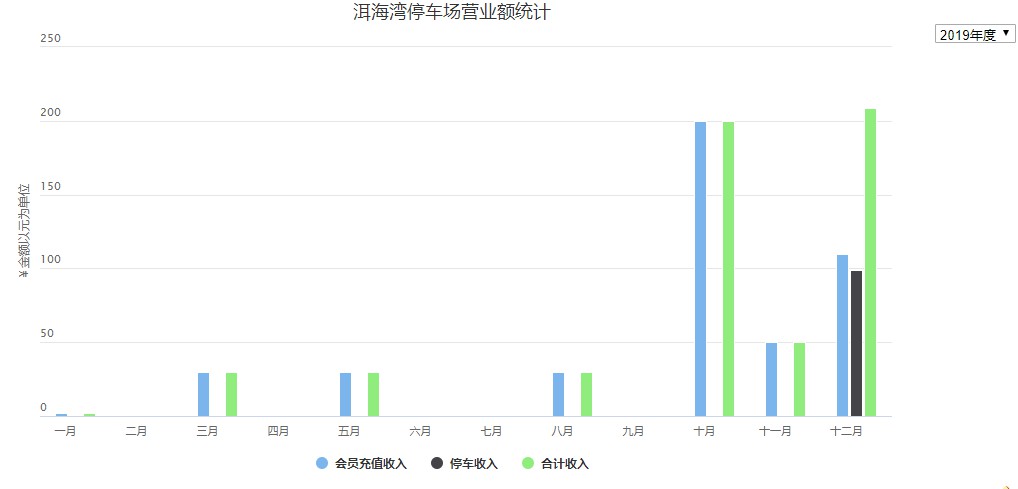 洱海湾停车场营业额统计
2019年度
250
200
150
100
50
0
¥ 金额以元为单位
一月 二月 三月 四月 五月 六月 七月 八月 九月 十月 十一月 十二月
会员充值收入 停车收入 合计收入